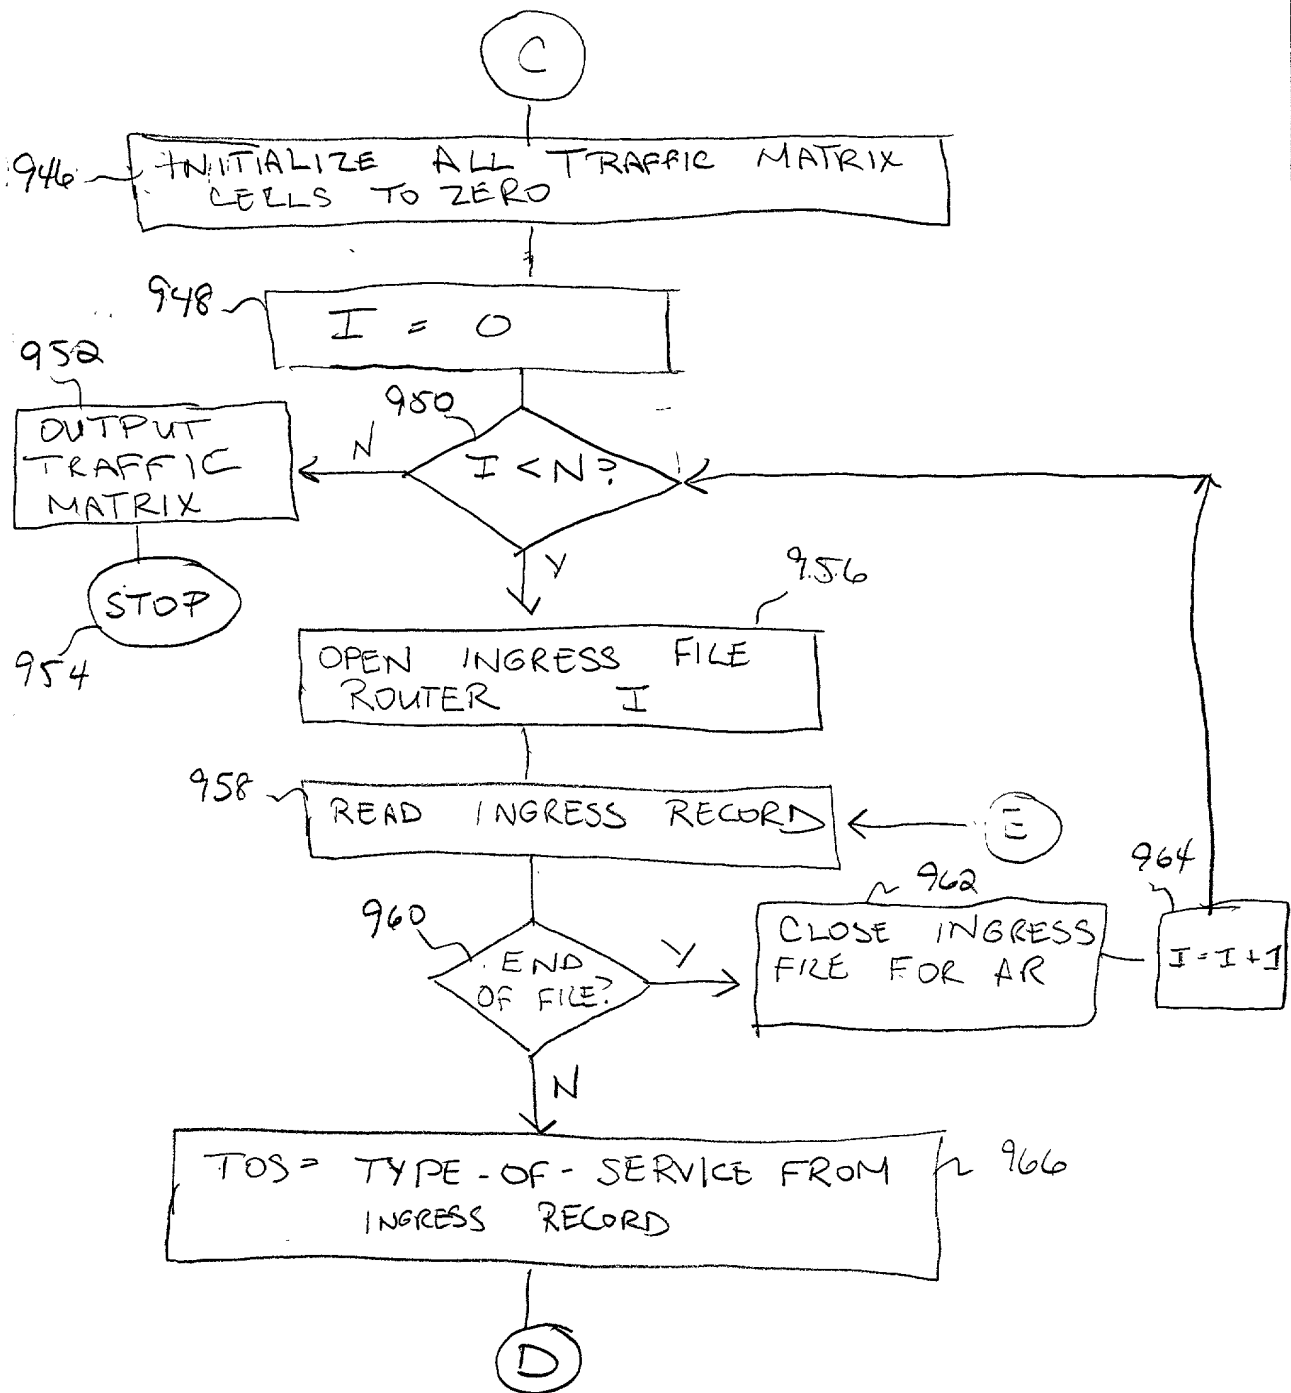 C
946
INITIALIZE ALL TRAFFIC MATRIX
CELLS TO ZERO
948
I = 0
952
OUTPUT
TRAFFIC
MATRIX
950
N
I < N?
STOP
954
Y
956
OPEN INGRESS FILE
ROUTER I
958
READ INGRESS RECORD
E
960
END
OF FILE?
Y
962
CLOSE INGRESS
FILE FOR AR
964
I = I + 1
N
TOS = TYPE-OF-SERVICE FROM
INGRESS RECORD
966
D